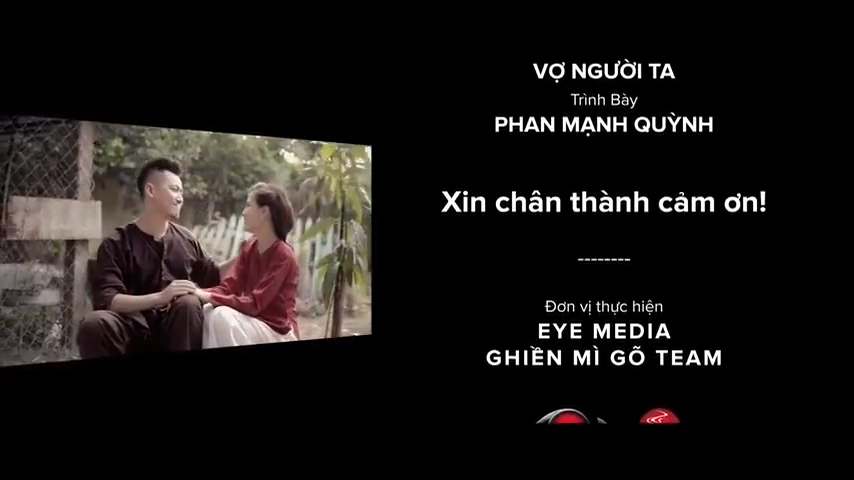 VỢ NGƯỜI TA
Trình Bày
PHAN MẠNH QUỲNH
Xin chân thành cảm ơn!
--------
Đơn vị thực hiện
EYE MEDIA
GHIỀN MÌ GÕ TEAM